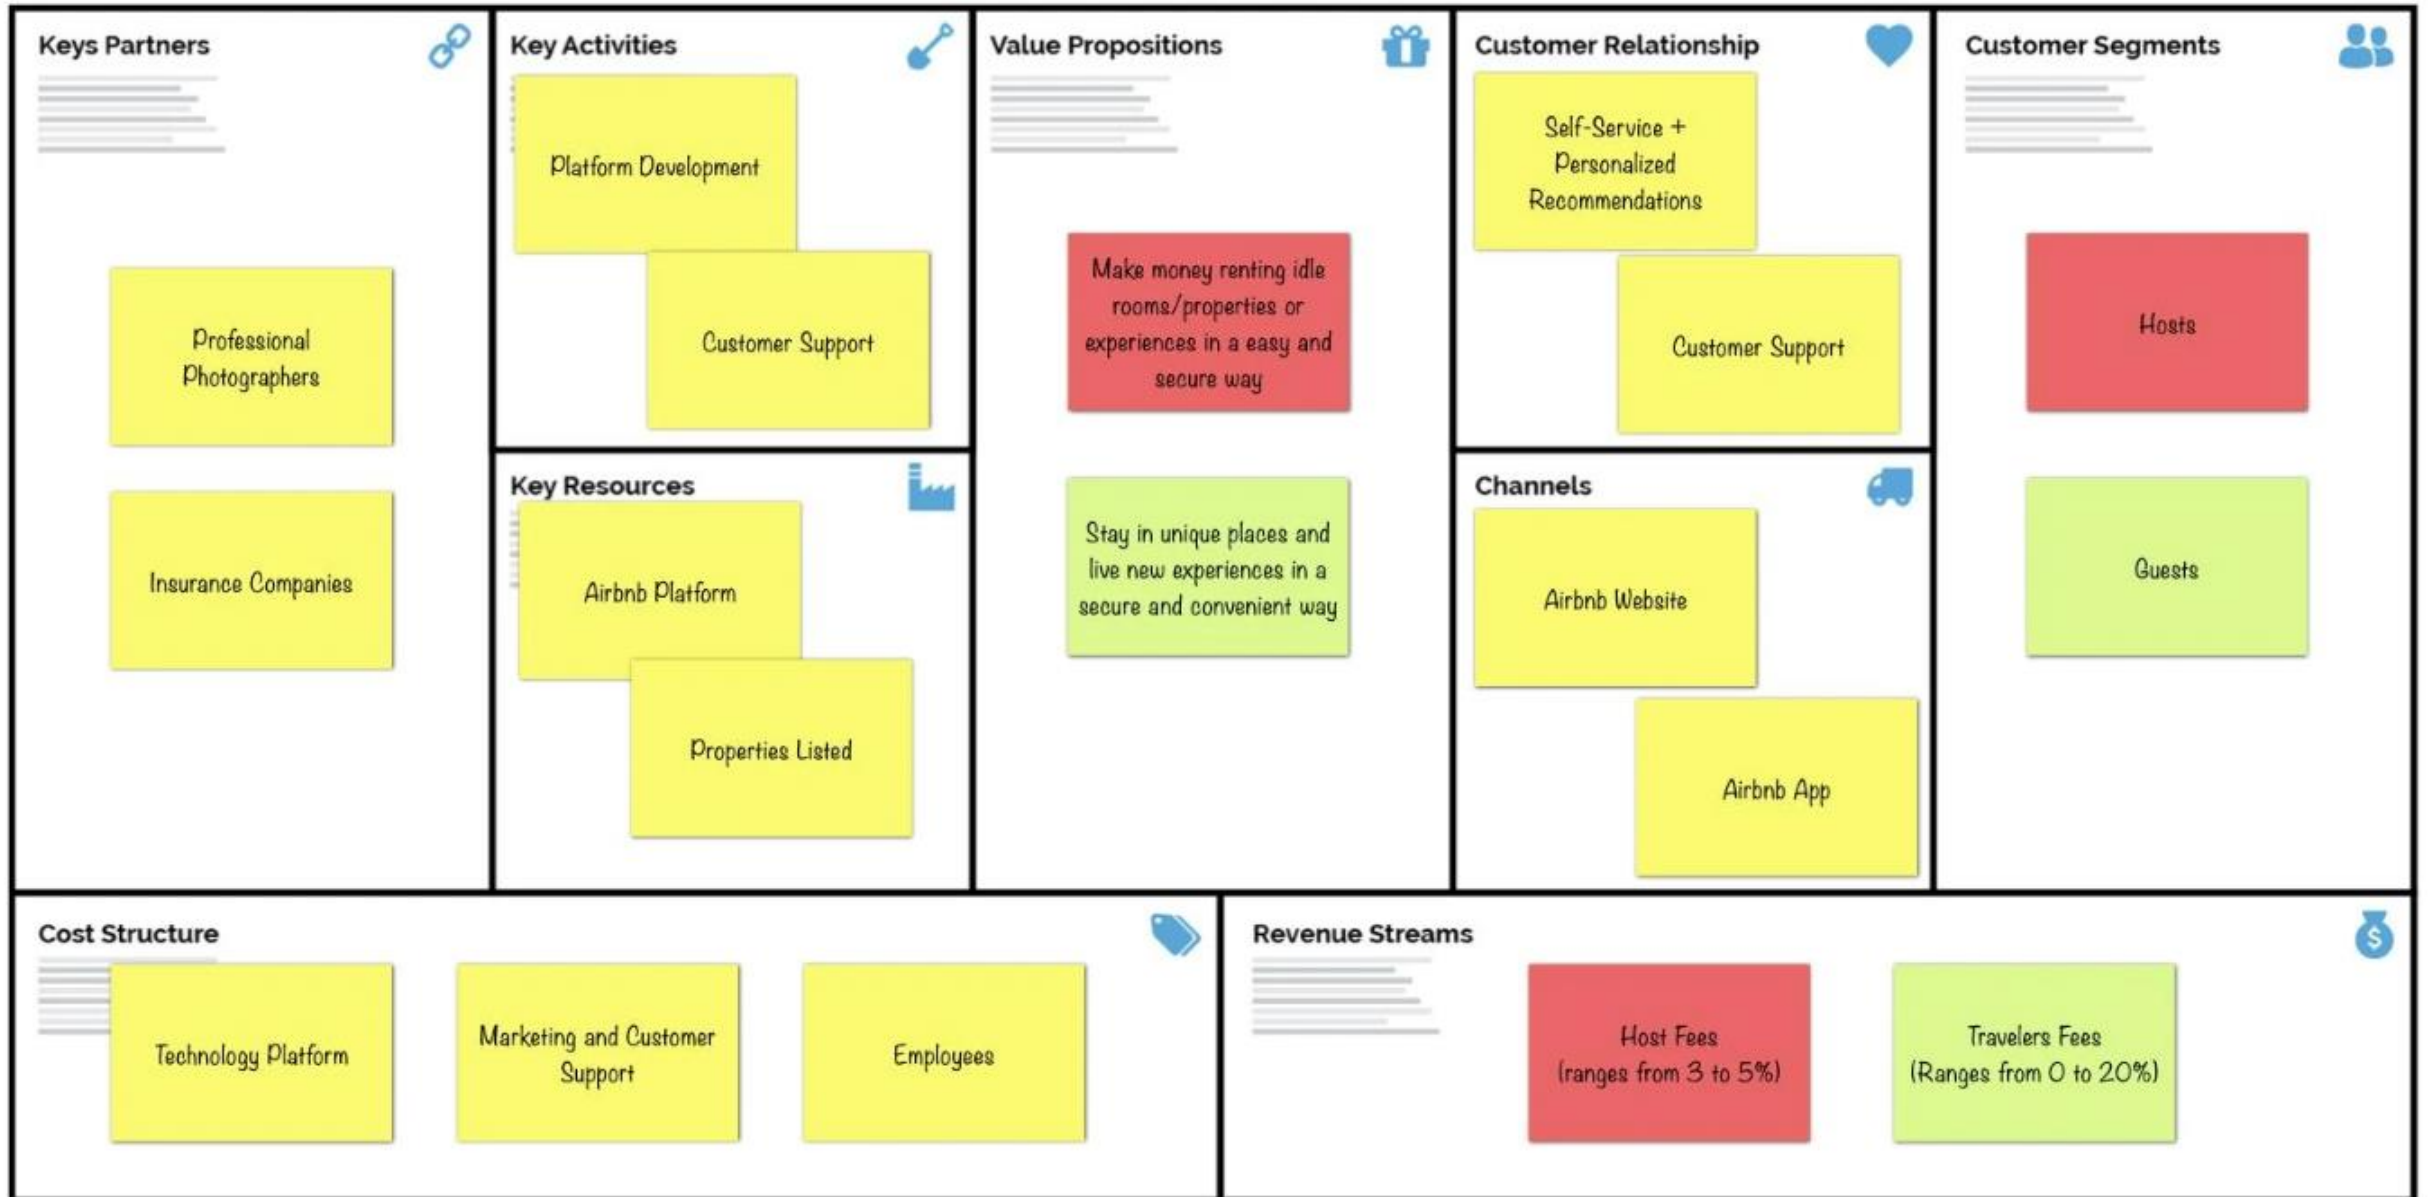 Keys Partners
Professional
Photographers
Insurance Companies
Key Activities
Platform Development
Customer Support
Key Resources
Airbnb Platform
Properties Listed
Value Propositions
Make money renting idle
rooms/properties or
experiences in a easy and
secure way
Stay in unique places and
live new experiences in a
secure and convenient way
Customer Relationship
Self-Service +
Personalized
Recommendations
Customer Support
Channels
Airbnb Website
Airbnb App
Customer Segments
Hosts
Guests
Cost Structure
Technology Platform
Marketing and Customer
Support
Employees
Revenue Streams
Host Fees
(ranges from 3 to 5%)
Travelers Fees
(Ranges from 0 to 20%)
$